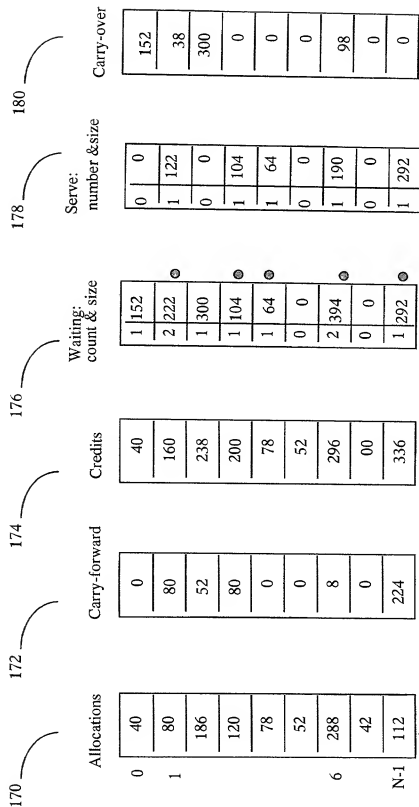 170 172 174 176 178 180
Allocations Carry-forward Credits Waiting: count & size Serve: number &size Carry-over
0 40 0 40 1 152 0 0 152
1 80 80 160 2 222 1 122 38
186 52 238 1 300 0 0 300
120 80 200 1 104 1 104 0
78 0 78 1 64 1 64 0
52 0 52 0 0 0 0 0
6 288 8 296 2 394 1 190 98
42 0 00 0 0 0 0 0
N-1 112 224 336 1 292 1 292 0